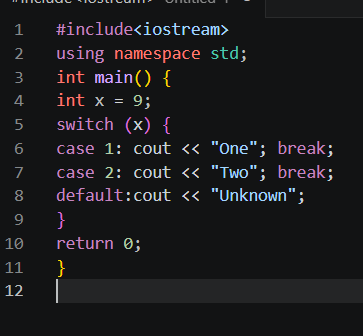 1 #include<iostream>
2 using namespace std;
3 int main() {
4 int x = 9;
5 switch (x) {
6 case 1: cout << "One"; break;
7 case 2: cout << "Two"; break;
8 default:cout << "Unknown";
9 }
10 return 0;
11 }
12